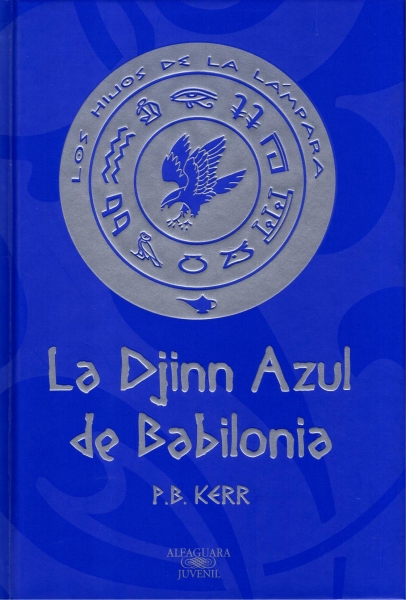 LOS HIJOS DE LA LÁMPARA
La Djinn Azul
de Babilonia
P.B. KERR
ALFAGUARA
JUVENIL